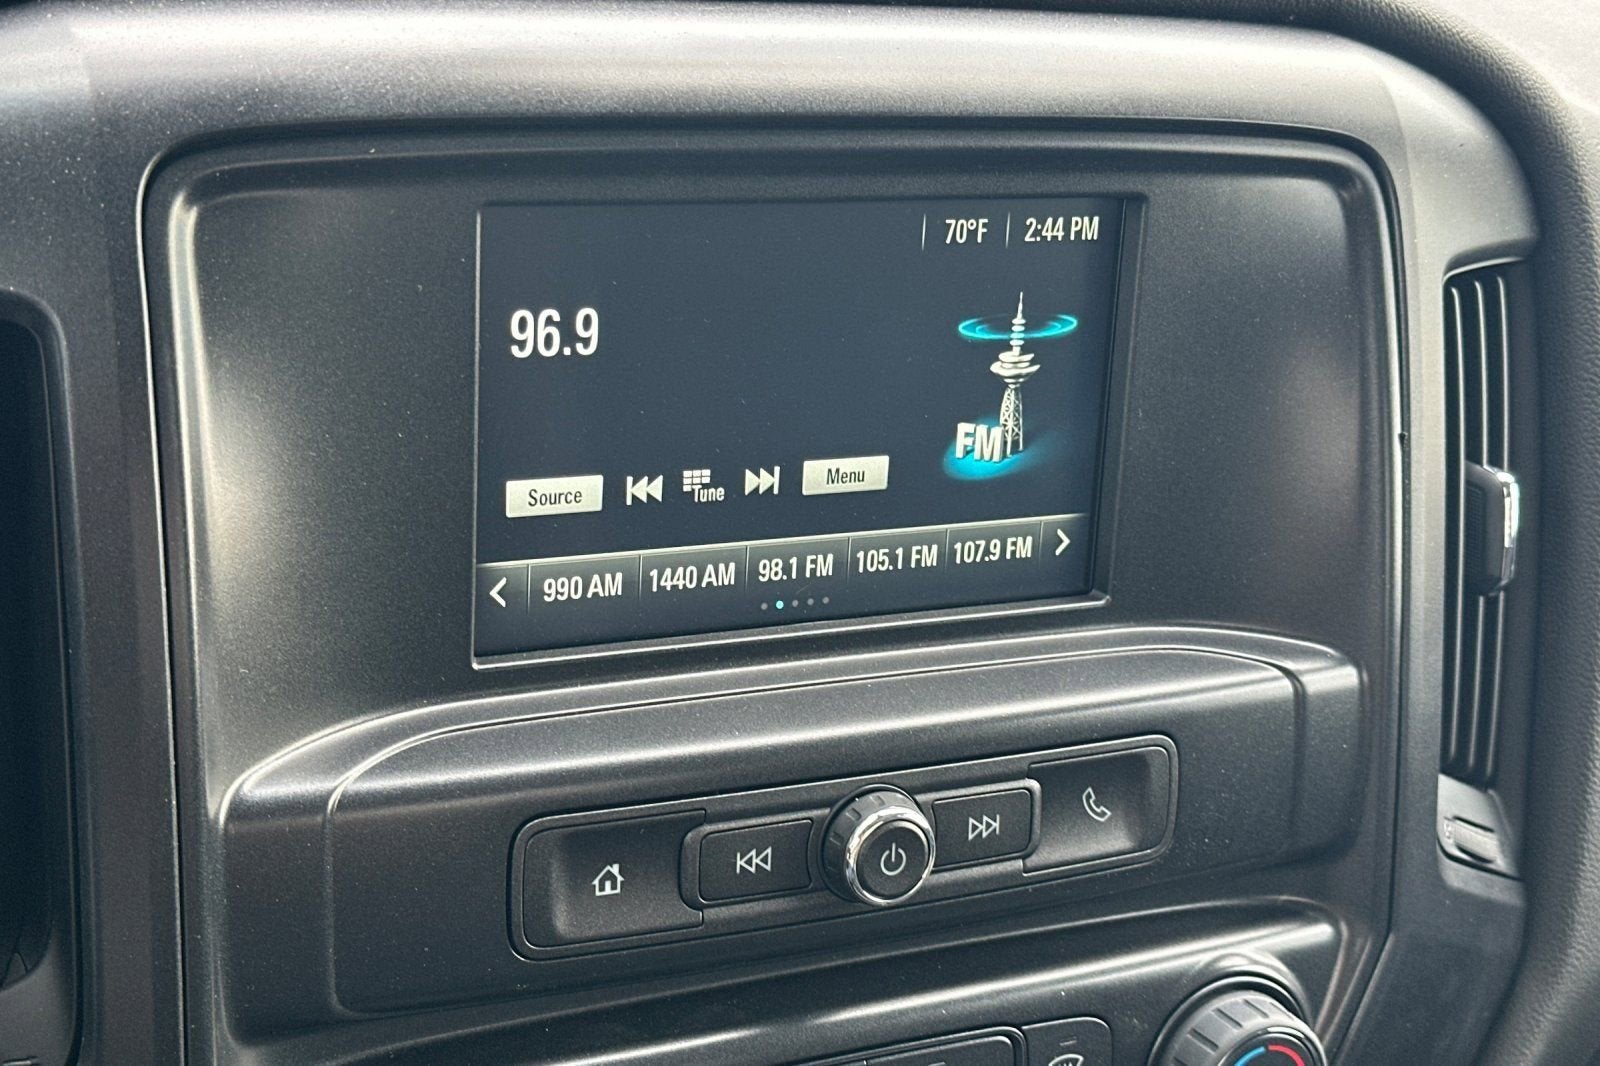 70°F 2:44 PM
96.9
FM
Source Tune Menu
990 AM 1440 AM 98.1 FM 105.1 FM 107.9 FM